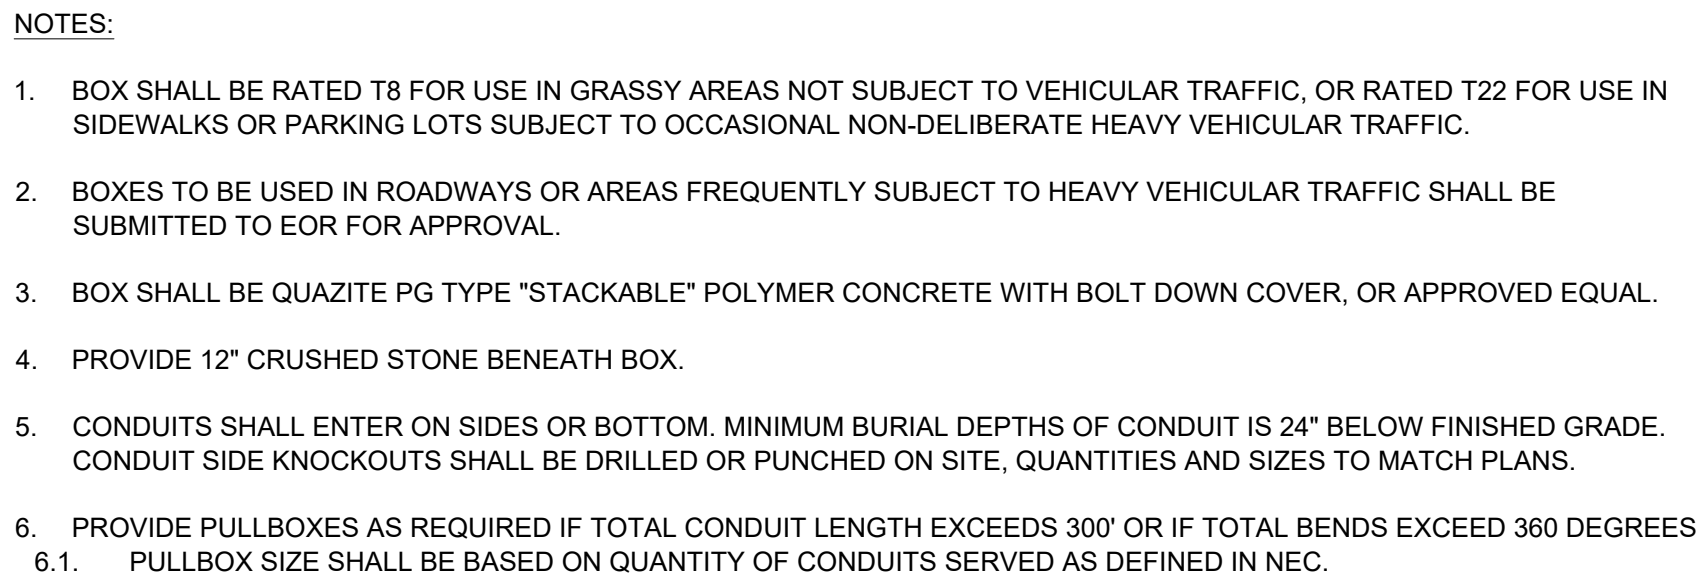 NOTES:
1. BOX SHALL BE RATED T8 FOR USE IN GRASSY AREAS NOT SUBJECT TO VEHICULAR TRAFFIC, OR RATED T22 FOR USE IN
SIDEWALKS OR PARKING LOTS SUBJECT TO OCCASIONAL NON-DELIBERATE HEAVY VEHICULAR TRAFFIC.
2. BOXES TO BE USED IN ROADWAYS OR AREAS FREQUENTLY SUBJECT TO HEAVY VEHICULAR TRAFFIC SHALL BE
SUBMITTED TO EOR FOR APPROVAL.
3. BOX SHALL BE QUAZITE PG TYPE "STACKABLE" POLYMER CONCRETE WITH BOLT DOWN COVER, OR APPROVED EQUAL.
4. PROVIDE 12" CRUSHED STONE BENEATH BOX.
5. CONDUITS SHALL ENTER ON SIDES OR BOTTOM. MINIMUM BURIAL DEPTHS OF CONDUIT IS 24" BELOW FINISHED GRADE.
CONDUIT SIDE KNOCKOUTS SHALL BE DRILLED OR PUNCHED ON SITE, QUANTITIES AND SIZES TO MATCH PLANS.
6. PROVIDE PULLBOXES AS REQUIRED IF TOTAL CONDUIT LENGTH EXCEEDS 300' OR IF TOTAL BENDS EXCEED 360 DEGREES
6.1. PULLBOX SIZE SHALL BE BASED ON QUANTITY OF CONDUITS SERVED AS DEFINED IN NEC.